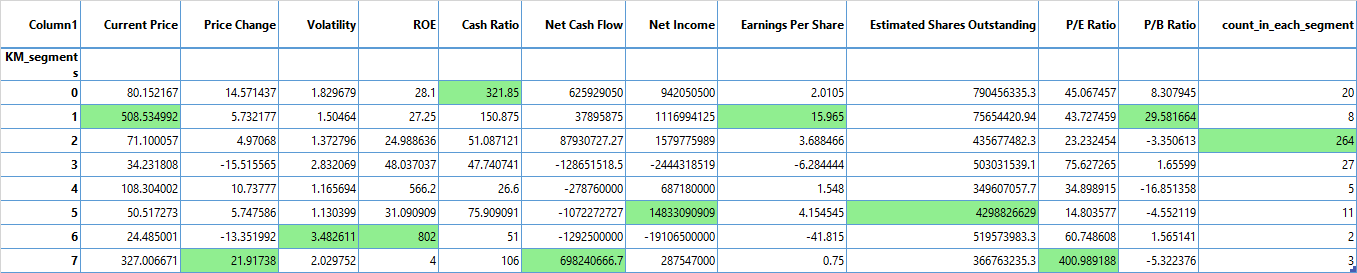 Column1 Current Price Price Change Volatility ROE Cash Ratio Net Cash Flow Net Income Earnings Per Share Estimated Shares Outstanding P/E Ratio P/B Ratio count_in_each_segment
KM_segment
s
0 80.152167 14.571437 1.829679 28.1 321.85 625929050 942050500 2.0105 790456335.3 45.067457 8.307945 20
1 508.534992 5.732177 1.50464 27.25 150.875 37895875 1116994125 15.965 75654420.94 43.727459 29.581664 8
2 71.100057 4.97068 1.372796 24.988636 51.087121 87930727.27 1579775989 3.688466 435677482.3 23.232454 -3.350613 264
3 34.231808 -15.515565 2.832069 48.037037 47.740741 -128651518.5 -2444318519 -6.284444 503031539.1 75.627265 1.65599 27
4 108.304002 10.73777 1.165694 566.2 26.6 -278760000 687180000 1.548 349607057.7 34.898915 -16.851358 5
5 50.517273 5.747586 1.130399 31.090909 75.909091 -1072272727 14833090909 4.154545 4298826629 14.803577 -4.552119 11
6 24.485001 -13.351992 3.482611 802 51 -1292500000 -19106500000 -41.815 519573983.3 60.748608 1.565141 2
7 327.006671 21.91738 2.029752 4 106 698240666.7 287547000 0.75 366763235.3 400.989188 -5.322376 3